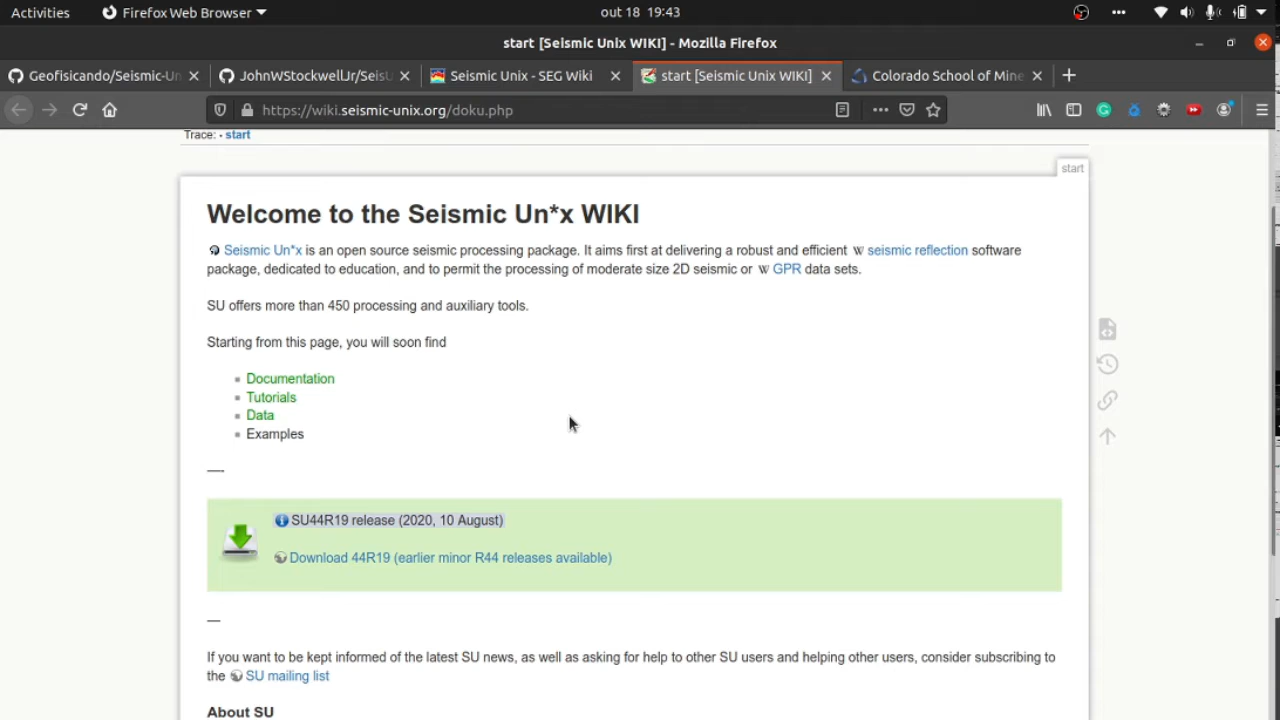 Activities Firefox Web Browser out 18 19:43
start [Seismic Unix WIKI] - Mozilla Firefox
Geofisicando/Seismic-Un JohnWStockwellJr/SeisU Seismic Unix - SEG Wiki start [Seismic Unix WIKI] Colorado School of Mine
https://wiki.seismic-unix.org/doku.php
Trace: • start
start
Welcome to the Seismic Un*x WIKI
Seismic Un*x is an open source seismic processing package. It aims first at delivering a robust and efficient W seismic reflection software
package, dedicated to education, and to permit the processing of moderate size 2D seismic or W GPR data sets.
SU offers more than 450 processing and auxiliary tools.
Starting from this page, you will soon find
Documentation
Tutorials
Data
Examples
—-
SU44R19 release (2020, 10 August)
Download 44R19 (earlier minor R44 releases available)
—
If you want to be kept informed of the latest SU news, as well as asking for help to other SU users and helping other users, consider subscribing to
the SU mailing list
About SU